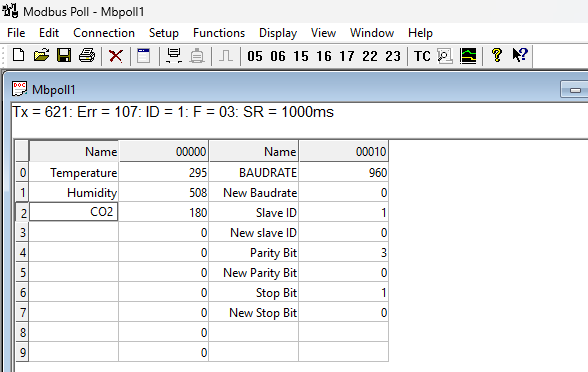 Modbus Poll - Mbpoll1
File Edit Connection Setup Functions Display View Window Help
05 06 15 16 17 22 23 TC
Mbpoll1
Tx = 621: Err = 107: ID = 1: F = 03: SR = 1000ms
Name 00000 Name 00010
0 Temperature 295 BAUDRATE 960
1 Humidity 508 New Baudrate 0
2 CO2 180 Slave ID 1
3 0 New slave ID 0
4 0 Parity Bit 3
5 0 New Parity Bit 0
6 0 Stop Bit 1
7 0 New Stop Bit 0
8 0
9 0